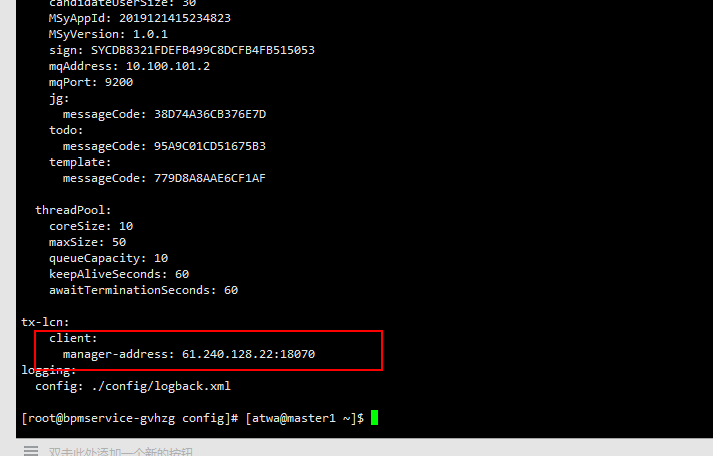 candidateUserSize: 30
MSyAppId: 2019121415234823
MSyVersion: 1.0.1
sign: SYCDB8321FDEFB499C8DCFB4FB515053
mqAddress: 10.100.101.2
mqPort: 9200
jg:
messageCode: 38D74A36CB376E7D
todo:
messageCode: 95A9C01CD51675B3
template:
messageCode: 779D8A8AAE6CF1AF
threadPool:
coreSize: 10
maxSize: 50
queueCapacity: 10
keepAliveSeconds: 60
awaitTerminationSeconds: 60
tx-lcn:
client:
manager-address: 61.240.128.22:18070
logging:
config: ./config/logback.xml
[root@bpmservice-gvhzg config]# [atwa@master1 ~]$
双击此处添加一个新的按钮